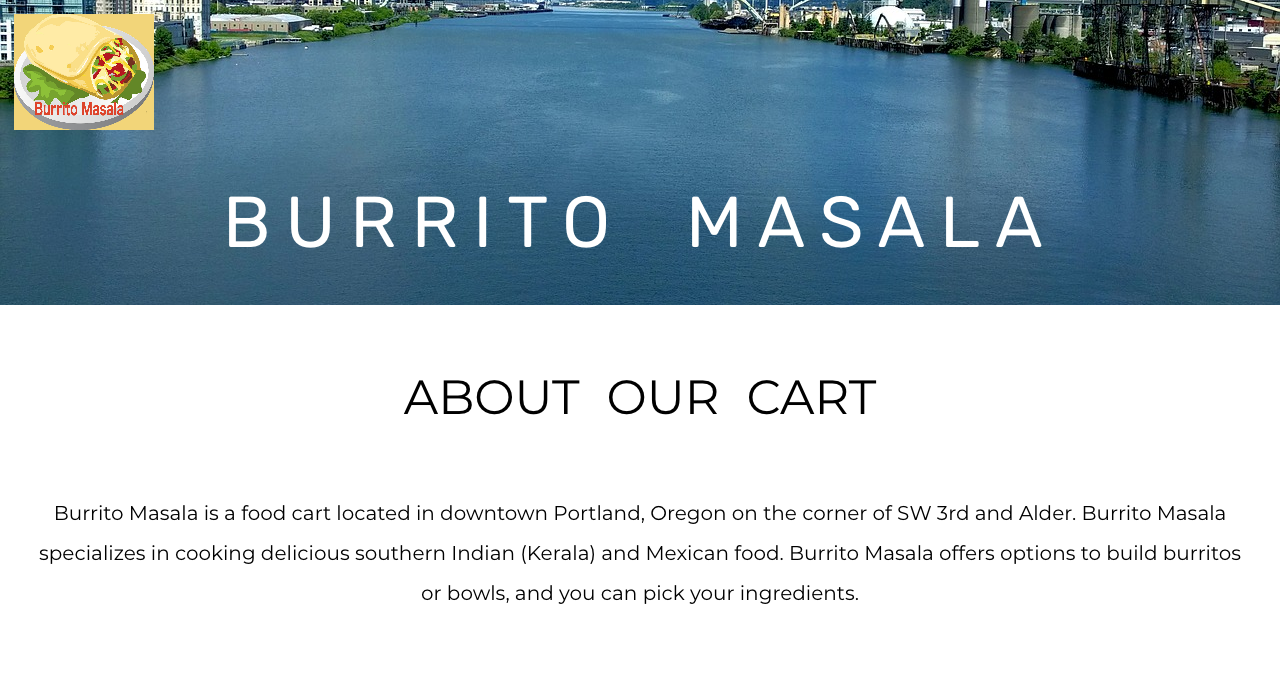 Burrito Masala
BURRITO MASALA
ABOUT OUR CART
Burrito Masala is a food cart located in downtown Portland, Oregon on the corner of SW 3rd and Alder. Burrito Masala
specializes in cooking delicious southern Indian (Kerala) and Mexican food. Burrito Masala offers options to build burritos
or bowls, and you can pick your ingredients.